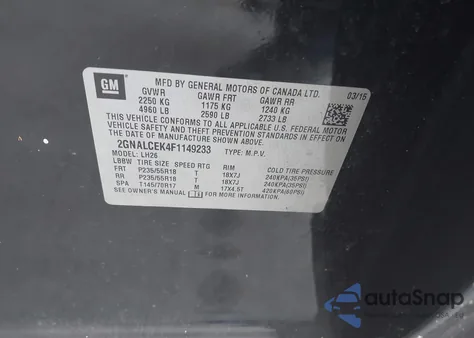 GM
MFD BY GENERAL MOTORS OF CANADA LTD. 03/15
GVWR GAWR FRT GAWR RR
2250 KG 1175 KG 1240 KG
4960 LB 2590 LB 2733 LB
THIS VEHICLE CONFORMS TO ALL APPLICABLE U.S.
FEDERAL MOTOR VEHICLE SAFETY, BUMPER,
AND THEFT PREVENTION STANDARDS IN EFFECT ON
THE DATE OF MANUFACTURE SHOWN ABOVE.
2GNALCEK4F1149233 TYPE: M.P.V.
MODEL: LH26
LBBW TIRE SIZE SPEED RTG RIM COLD TIRE PRESSURE
FRT P235/55R18 T 18X7J 240KPA(35PSI)
RR P235/55R18 T 18X7J 240KPA(35PSI)
SPA T145/70R17 M 17X4.5T 420KPA(60PSI)
SEE OWNER'S MANUAL FOR MORE INFORMATION.
autoSnap